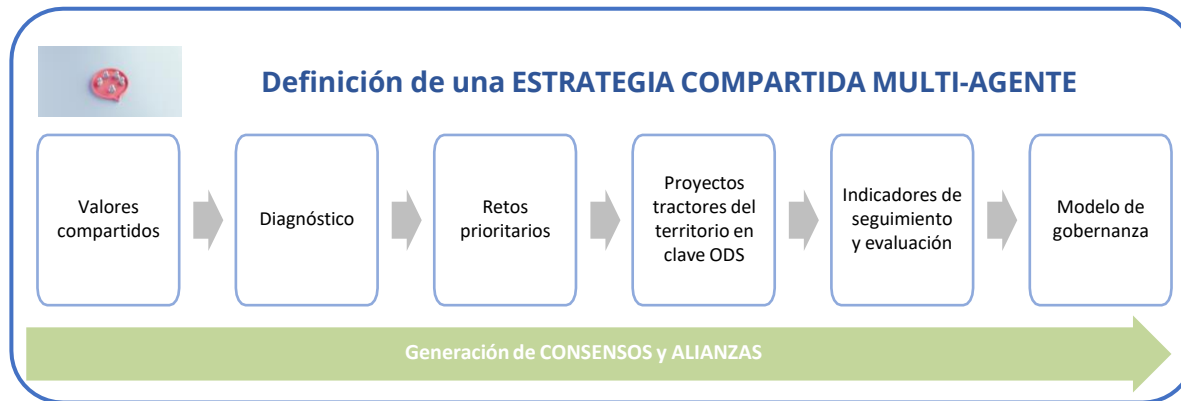 Definición de una ESTRATEGIA COMPARTIDA MULTI-AGENTE
Valores
compartidos
Diagnóstico
Retos
prioritarios
Proyectos
tractores del
territorio en
clave ODS
Indicadores de
seguimiento
y evaluación
Modelo de
gobernanza
Generación de CONSENSOS y ALIANZAS